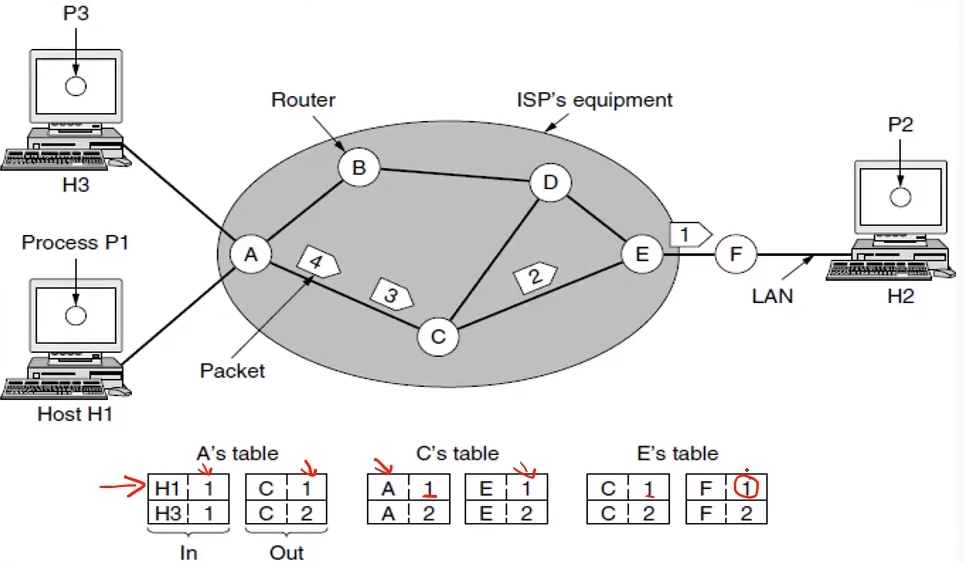 P3
Router
ISP's equipment
P2
B
D
H3
Process P1
A
4
3
2
E
1
F
C
LAN
H2
Packet
Host H1
A's table
C's table
E's table
H1 1 C 1 A 1 E 1 C 1 F 1
H3 1 C 2 A 2 E 2 C 2 F 2
In Out